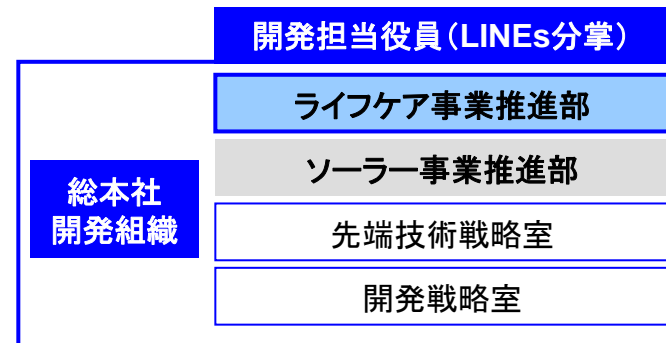 開発担当役員（LINEs分掌）
ライフケア事業推進部
ソーラー事業推進部
総本社
開発組織
先端技術戦略室
開発戦略室